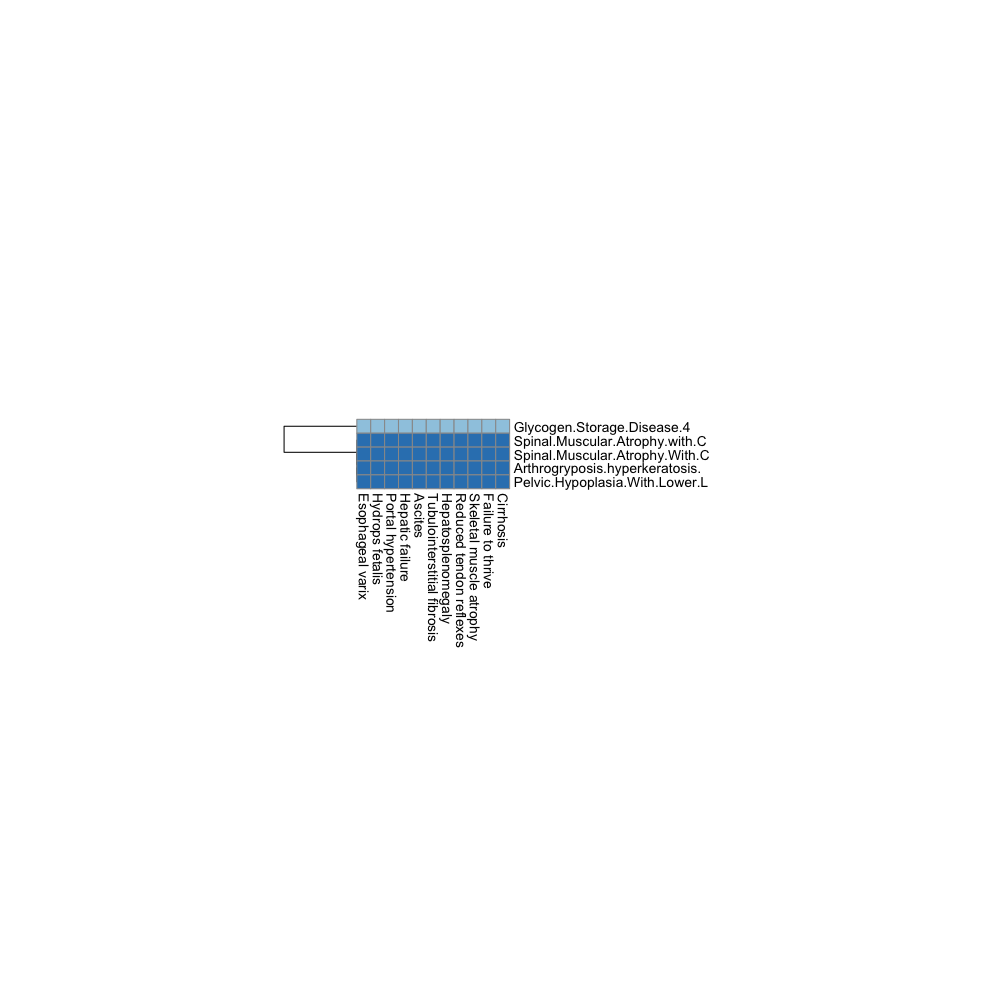 Glycogen.Storage.Disease.4
Spinal.Muscular.Atrophy.with.C
Spinal.Muscular.Atrophy.With.C
Arthrogryposis.hyperkeratosis.
Pelvic.Hypoplasia.With.Lower.L
Esophageal varix
Hydrops fetalis
Portal hypertension
Hepatic failure
Ascites
Tubulointerstitial fibrosis
Hepatosplenomegaly
Reduced tendon reflexes
Skeletal muscle atrophy
Failure to thrive
Cirrhosis